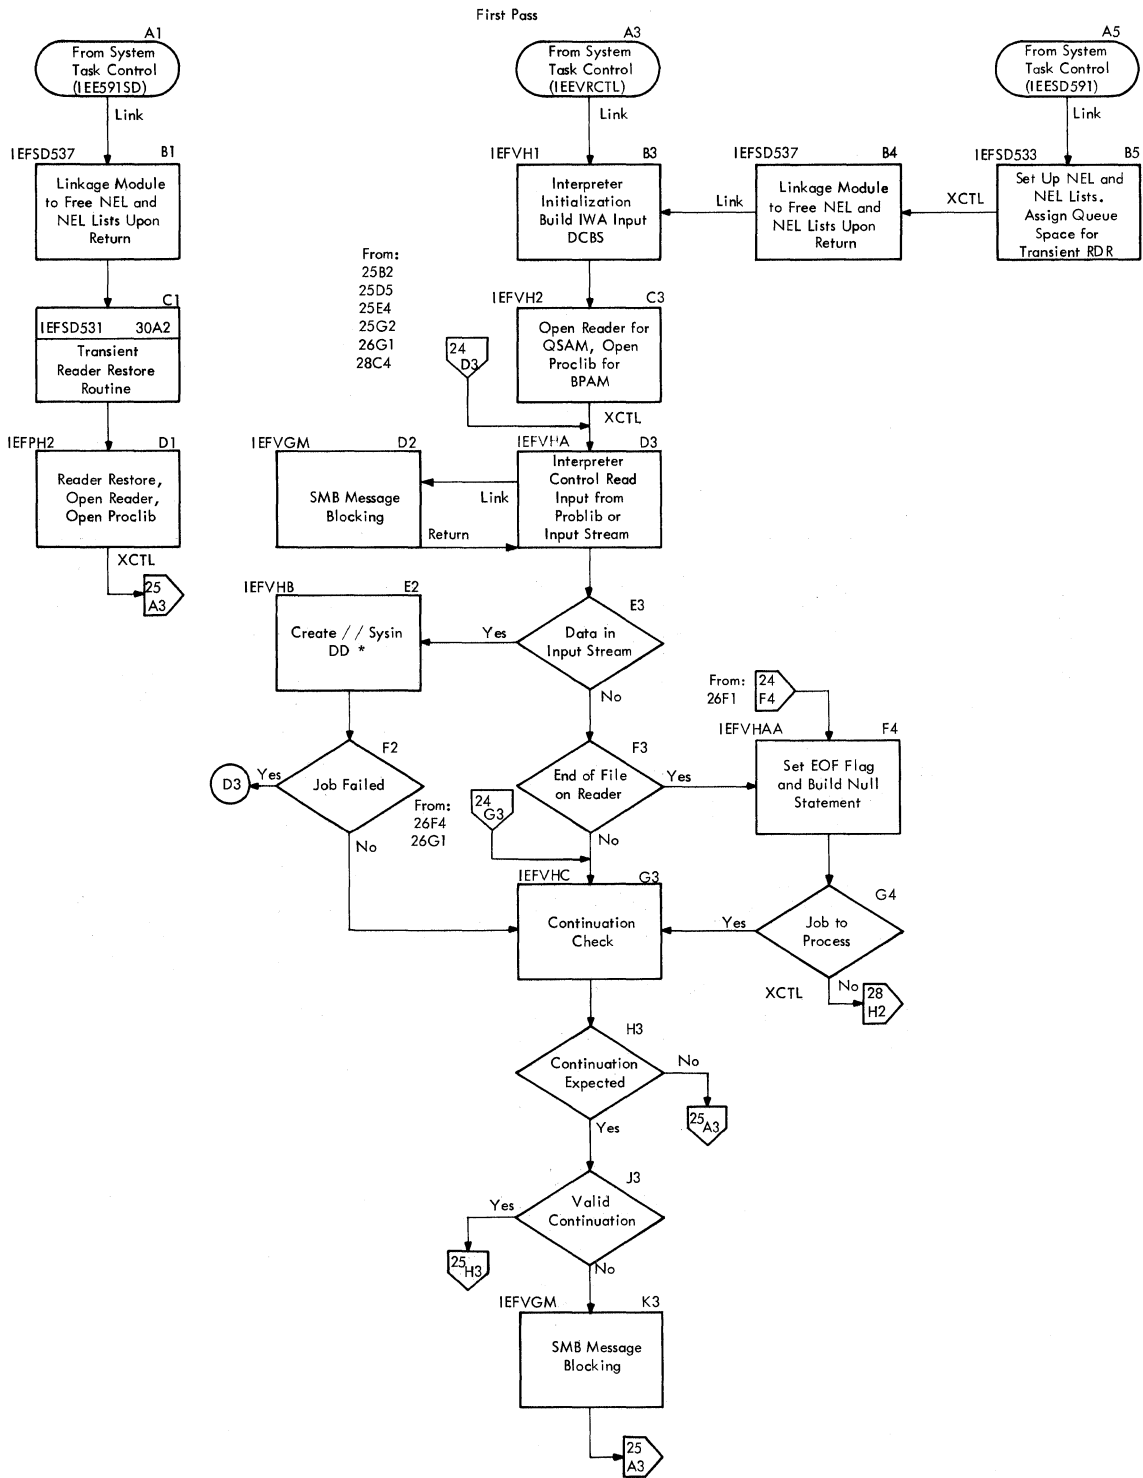 First Pass
A1
From System
Task Control
(IEE591SD)
Link
A3
From System
Task Control
(IEEVRCTL)
Link
A5
From System
Task Control
(IEESD591)
Link
IEFSD537
B1
Linkage Module
to Free NEL and
NEL Lists Upon
Return
IEFVH1
B3
Interpreter
Initialization
Build IWA Input
DCBS
Link
IEFSD537
B4
Linkage Module
to Free NEL and
NEL Lists Upon
Return
XCTL
IEFSD533
B5
Set Up NEL and
NEL Lists.
Assign Queue
Space for
Transient RDR
From:
25B2
25D5
25E4
25G2
26G1
28C4
C1
IEFSD531 30A2
Transient
Reader Restore
Routine
24
D3
IEFVH2
C3
Open Reader for
QSAM, Open
Proclib for
BPAM
XCTL
IEFPH2
D1
Reader Restore,
Open Reader,
Open Proclib
XCTL
25
A3
IEFVGM
D2
SMB Message
Blocking
Link
Return
IEFVHA
D3
Interpreter
Control Read
Input from
Problib or
Input Stream
IEFVHB
E2
Create // Sysin
DD *
Yes
E3
Data in
Input Stream
No
From:
26F1
24
F4
D3
Yes
F2
Job Failed
No
From:
26F4
26G1
24
G3
F3
End of File
on Reader
Yes
No
IEFVHAA
F4
Set EOF Flag
and Build Null
Statement
IEFVHC
G3
Continuation
Check
Yes
G4
Job to
Process
XCTL
No
28
H2
H3
Continuation
Expected
No
25
A3
Yes
J3
Valid
Continuation
Yes
25
H3
No
IEFVGM
K3
SMB Message
Blocking
25
A3